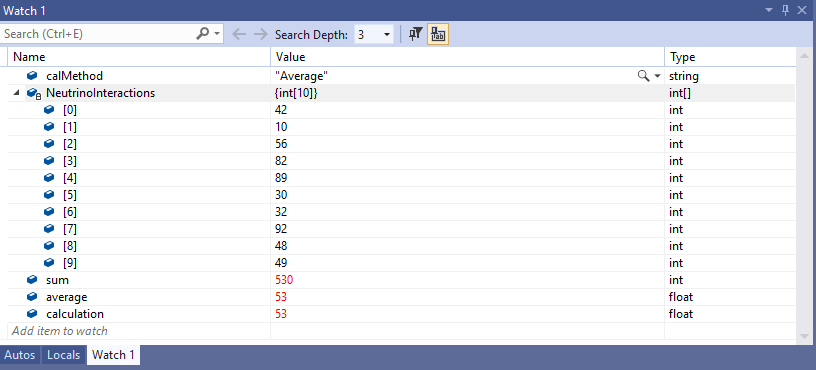 Watch 1
Search (Ctrl+E) Search Depth: 3
Name Value Type
calMethod "Average" string
NeutrinoInteractions {int[10]} int[]
[0] 42 int
[1] 10 int
[2] 56 int
[3] 82 int
[4] 89 int
[5] 30 int
[6] 32 int
[7] 92 int
[8] 48 int
[9] 49 int
sum 530 int
average 53 float
calculation 53 float
Add item to watch
Autos Locals Watch 1